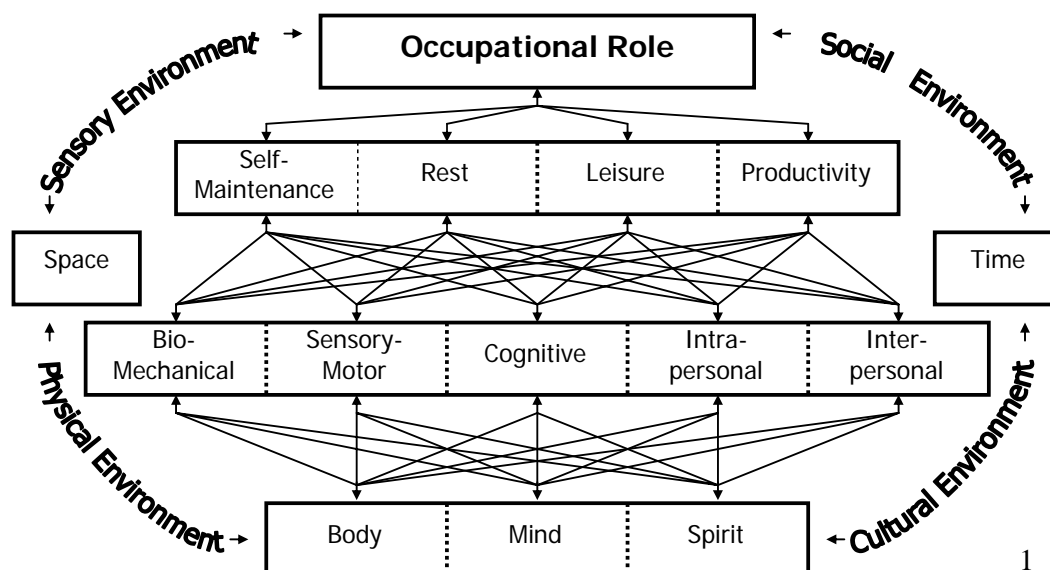 Occupational Role
Sensory Environment
Social Environment
Self-
Maintenance
Rest
Leisure
Productivity
Space
Time
Bio-
Mechanical
Sensory-
Motor
Cognitive
Intra-
personal
Inter-
personal
Physical Environment
Cultural Environment
Body
Mind
Spirit
1